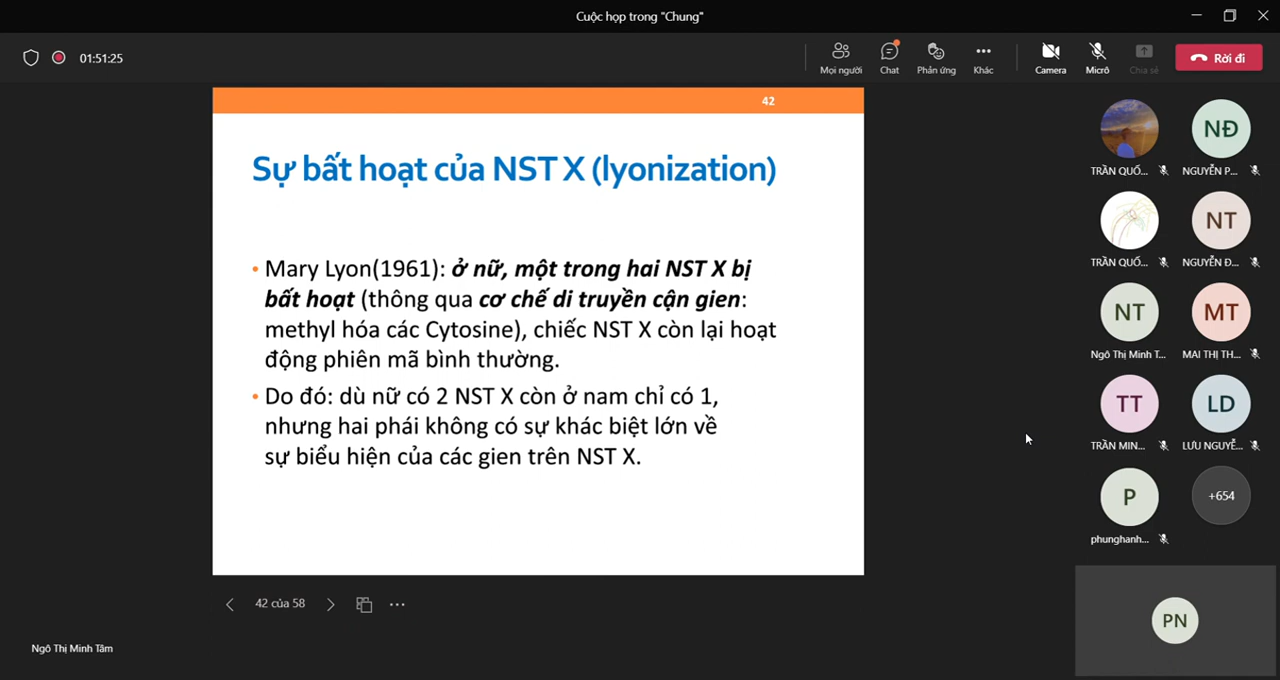 Cuộc họp trong "Chung"
01:51:25
Mọi người
Chat
Phản ứng
Khác
Camera
Micrô
Chia sẻ
Rời đi
42
Sự bất hoạt của NST X (lyonization)
• Mary Lyon(1961): ở nữ, một trong hai NST X bị
bất hoạt (thông qua cơ chế di truyền cận gien:
methyl hóa các Cytosine), chiếc NST X còn lại hoạt
động phiên mã bình thường.
• Do đó: dù nữ có 2 NST X còn ở nam chỉ có 1,
nhưng hai phái không có sự khác biệt lớn về
sự biểu hiện của các gien trên NST X.
42 của 58
Ngô Thị Minh Tâm
TRẦN QUỐ...
NĐ
NGUYỄN P...
TRẦN QUỐ...
NT
NGUYỄN Đ...
NT
Ngô Thị Minh T...
MT
MAI THỊ TH...
TT
TRẦN MIN...
LD
LƯU NGUYỄ...
P
phunghanh...
+654
PN